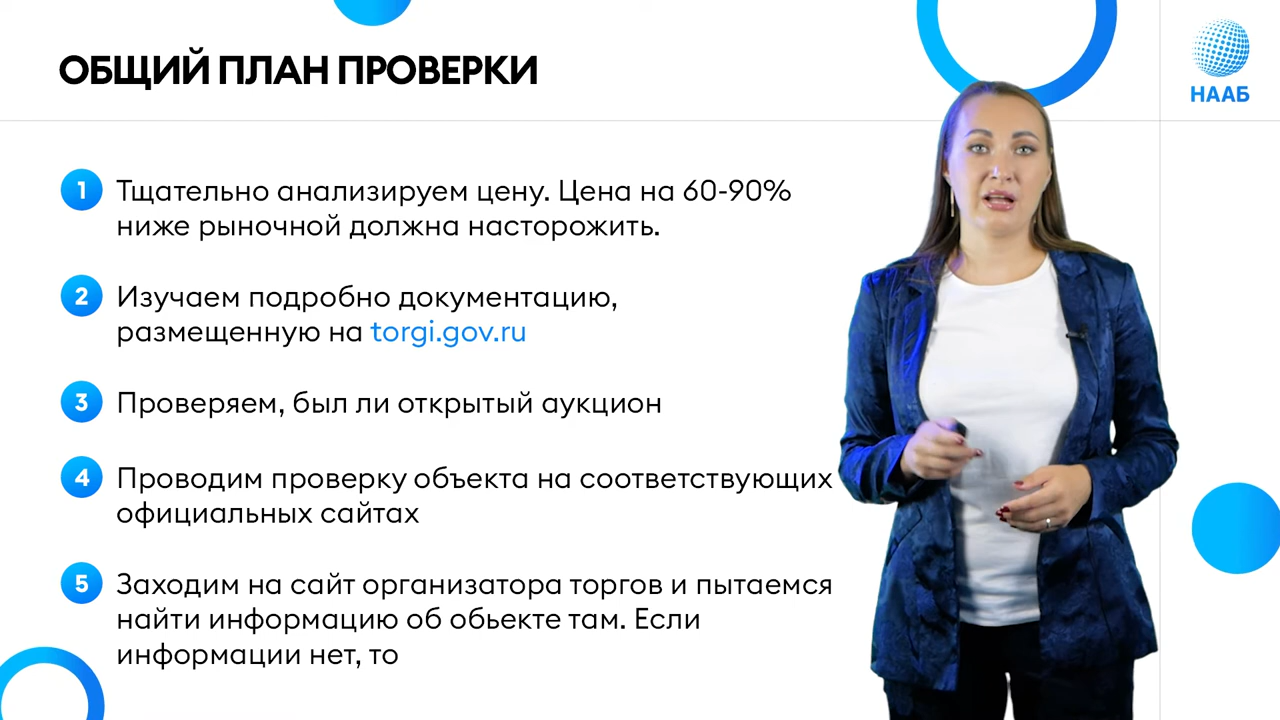 ОБЩИЙ ПЛАН ПРОВЕРКИ
НААБ
1 Тщательно анализируем цену. Цена на 60-90%
ниже рыночной должна насторожить.
2 Изучаем подробно документацию,
размещенную на torgi.gov.ru
3 Проверяем, был ли открытый аукцион
4 Проводим проверку объекта на соответствующих
официальных сайтах
5 Заходим на сайт организатора торгов и пытаемся
найти информацию об обьекте там. Если
информации нет, то